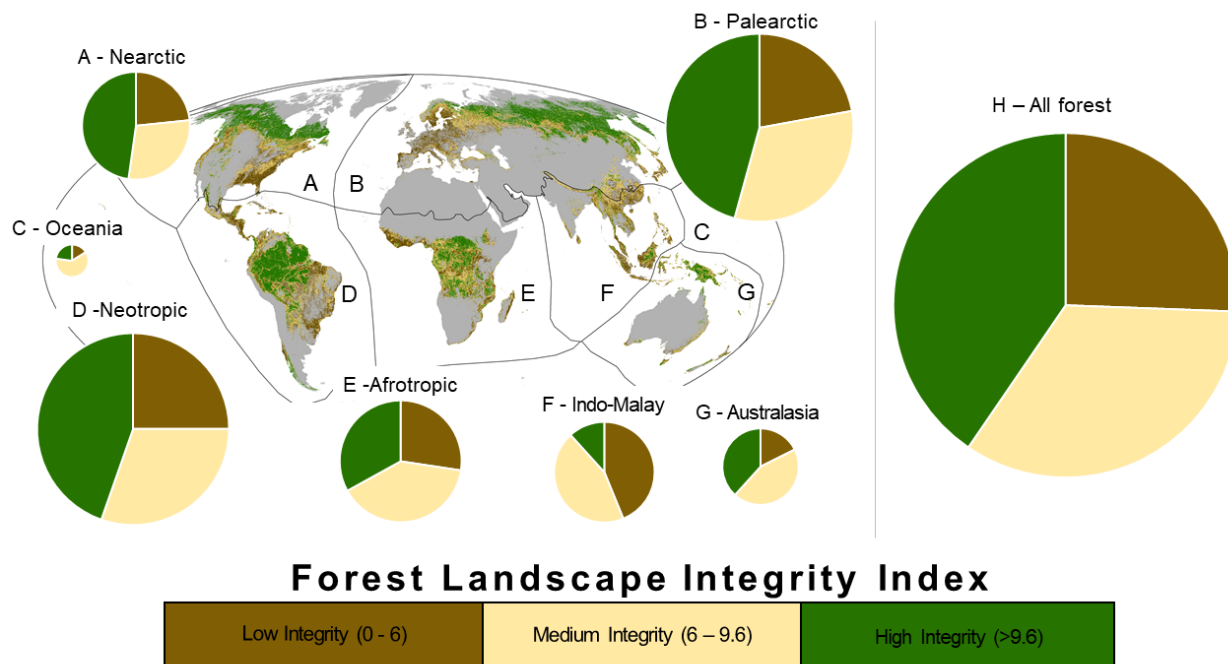 B - Palearctic
A - Nearctic
H – All forest
A
B
C - Oceania
C
D
E
F
G
D -Neotropic
E -Afrotropic
F - Indo-Malay
G - Australasia
Forest Landscape Integrity Index
Low Integrity (0 - 6)
Medium Integrity (6 – 9.6)
High Integrity (>9.6)